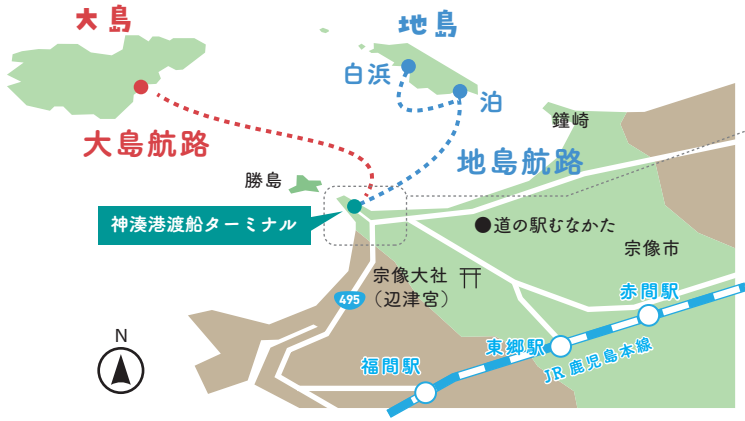 大島
地島
白浜
泊
鐘崎
大島航路
地島航路
勝島
神湊港渡船ターミナル
道の駅むなかた
宗像市
宗像大社
（辺津宮）
495
赤間駅
東郷駅
JR鹿児島本線
福間駅
N